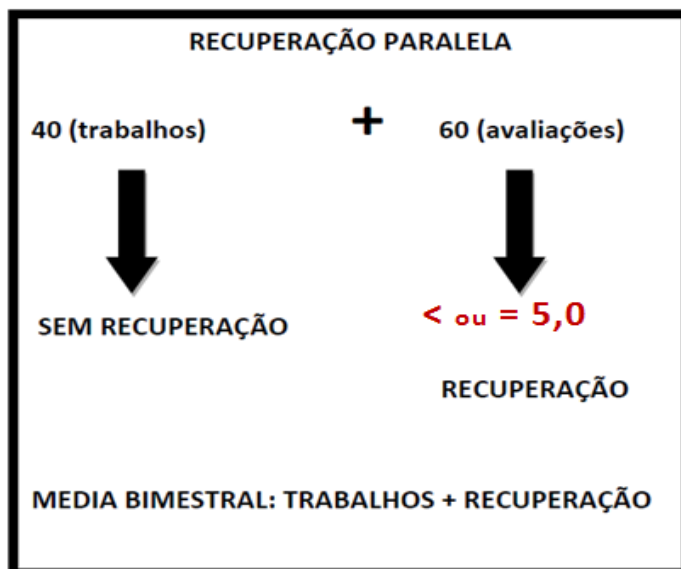 RECUPERAÇÃO PARALELA
40 (trabalhos) + 60 (avaliações)
SEM RECUPERAÇÃO
< ou = 5,0
RECUPERAÇÃO
MEDIA BIMESTRAL: TRABALHOS + RECUPERAÇÃO